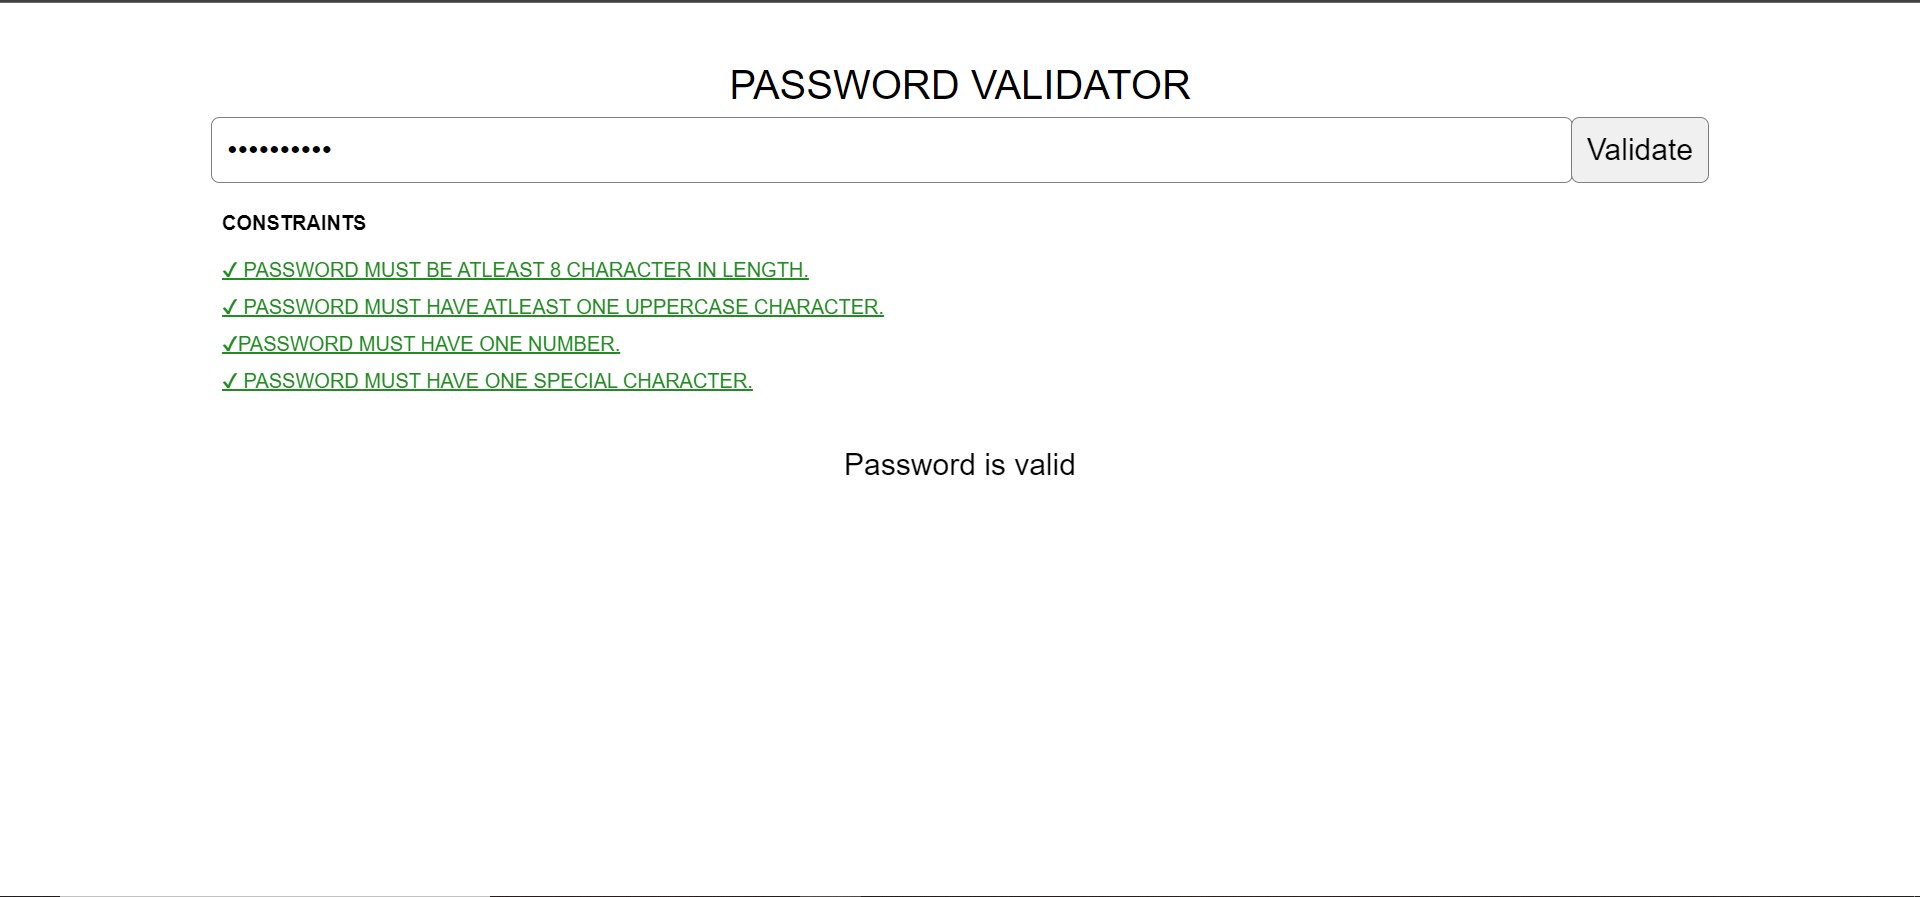 PASSWORD VALIDATOR
••••••••••
Validate
CONSTRAINTS
✓ PASSWORD MUST BE ATLEAST 8 CHARACTER IN LENGTH.
✓ PASSWORD MUST HAVE ATLEAST ONE UPPERCASE CHARACTER.
✓PASSWORD MUST HAVE ONE NUMBER.
✓ PASSWORD MUST HAVE ONE SPECIAL CHARACTER.
Password is valid